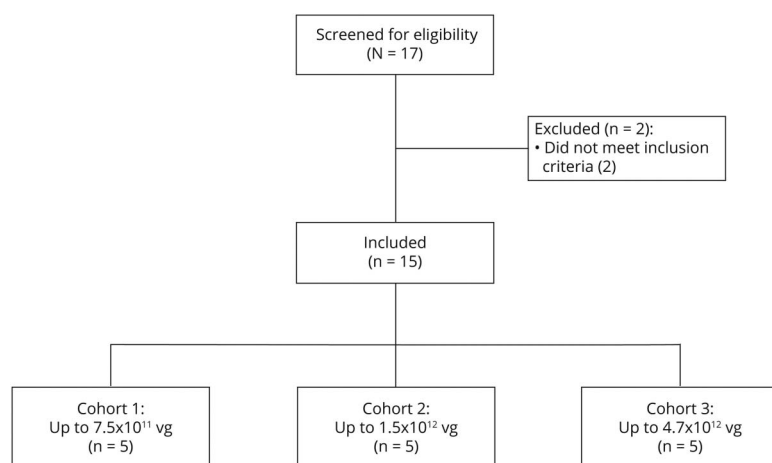 Screened for eligibility
(N = 17)
Excluded (n = 2):
• Did not meet inclusion
criteria (2)
Included
(n = 15)
Cohort 1:
Up to 7.5x10¹¹ vg
(n = 5)
Cohort 2:
Up to 1.5x10¹² vg
(n = 5)
Cohort 3:
Up to 4.7x10¹² vg
(n = 5)